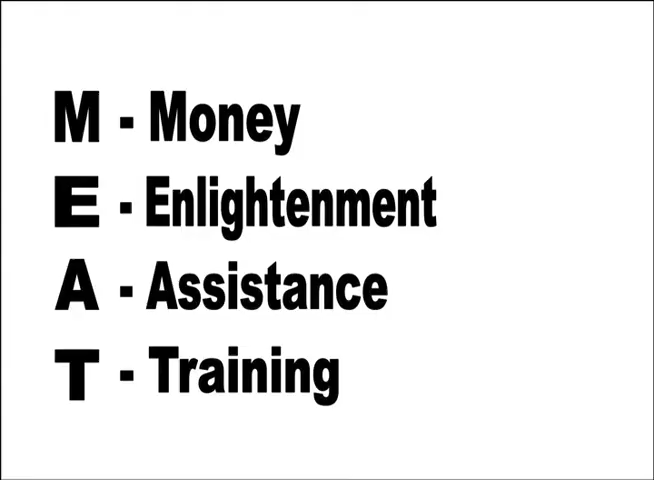 M - Money
E - Enlightenment
A - Assistance
T - Training